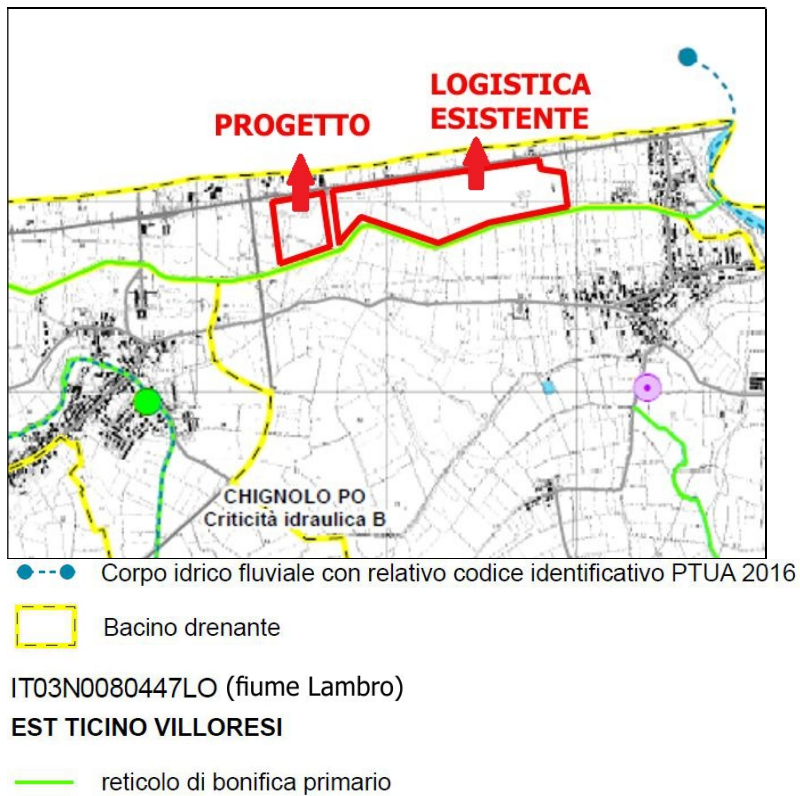 PROGETTO
LOGISTICA
ESISTENTE
CHIGNOLO PO
Criticità idraulica B
Corpo idrico fluviale con relativo codice identificativo PTUA 2016
Bacino drenante
IT03N0080447LO (fiume Lambro)
EST TICINO VILLORESI
reticolo di bonifica primario